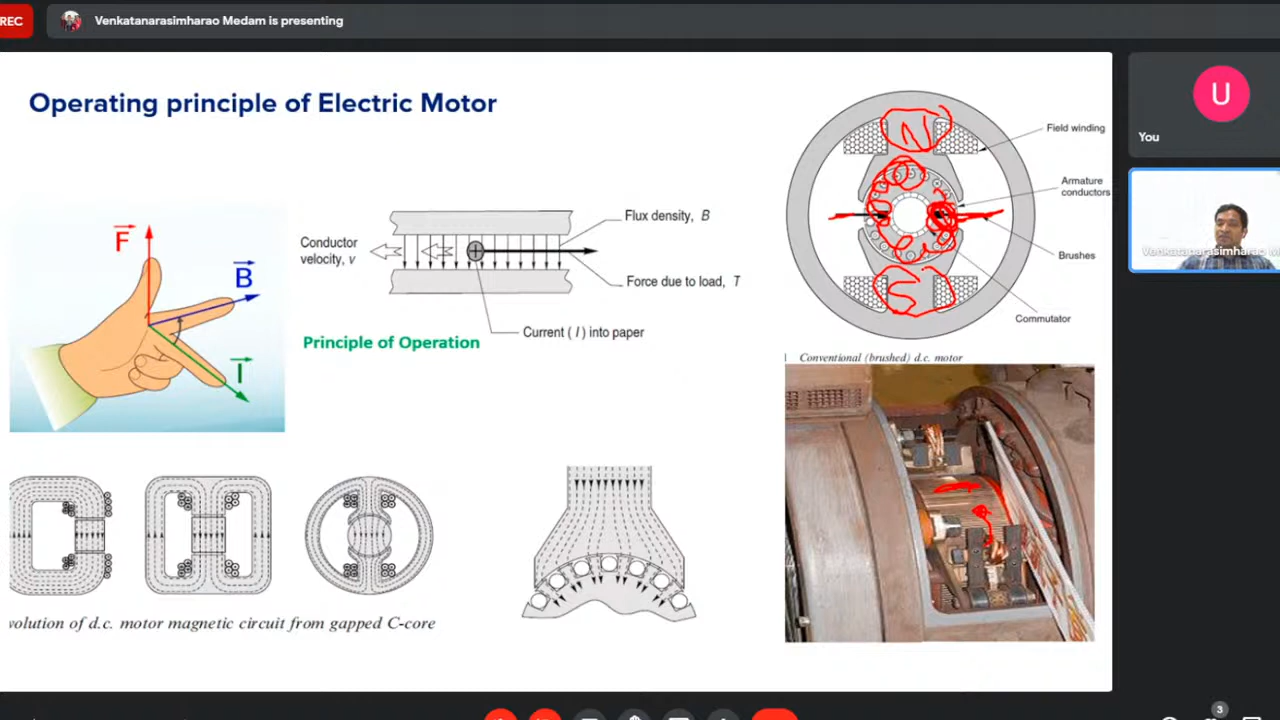 REC
Venkatanarasimharao Medam is presenting
Operating principle of Electric Motor
F
B
I
Conductor
velocity, v
Flux density, B
Force due to load, T
Current ( I ) into paper
Principle of Operation
N
S
Field winding
Armature
conductors
Brushes
Commutator
Conventional (brushed) d.c. motor
volution of d.c. motor magnetic circuit from gapped C-core
U
You
Venkatanarasimharao M
3